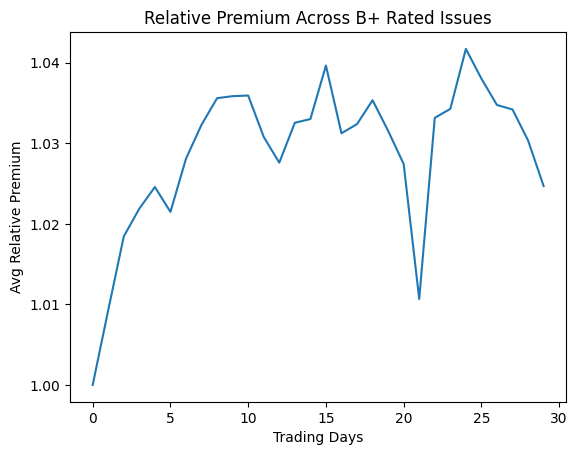 Relative Premium Across B+ Rated Issues
1.04
1.03
1.02
1.01
1.00
Avg Relative Premium
0 5 10 15 20 25 30
Trading Days